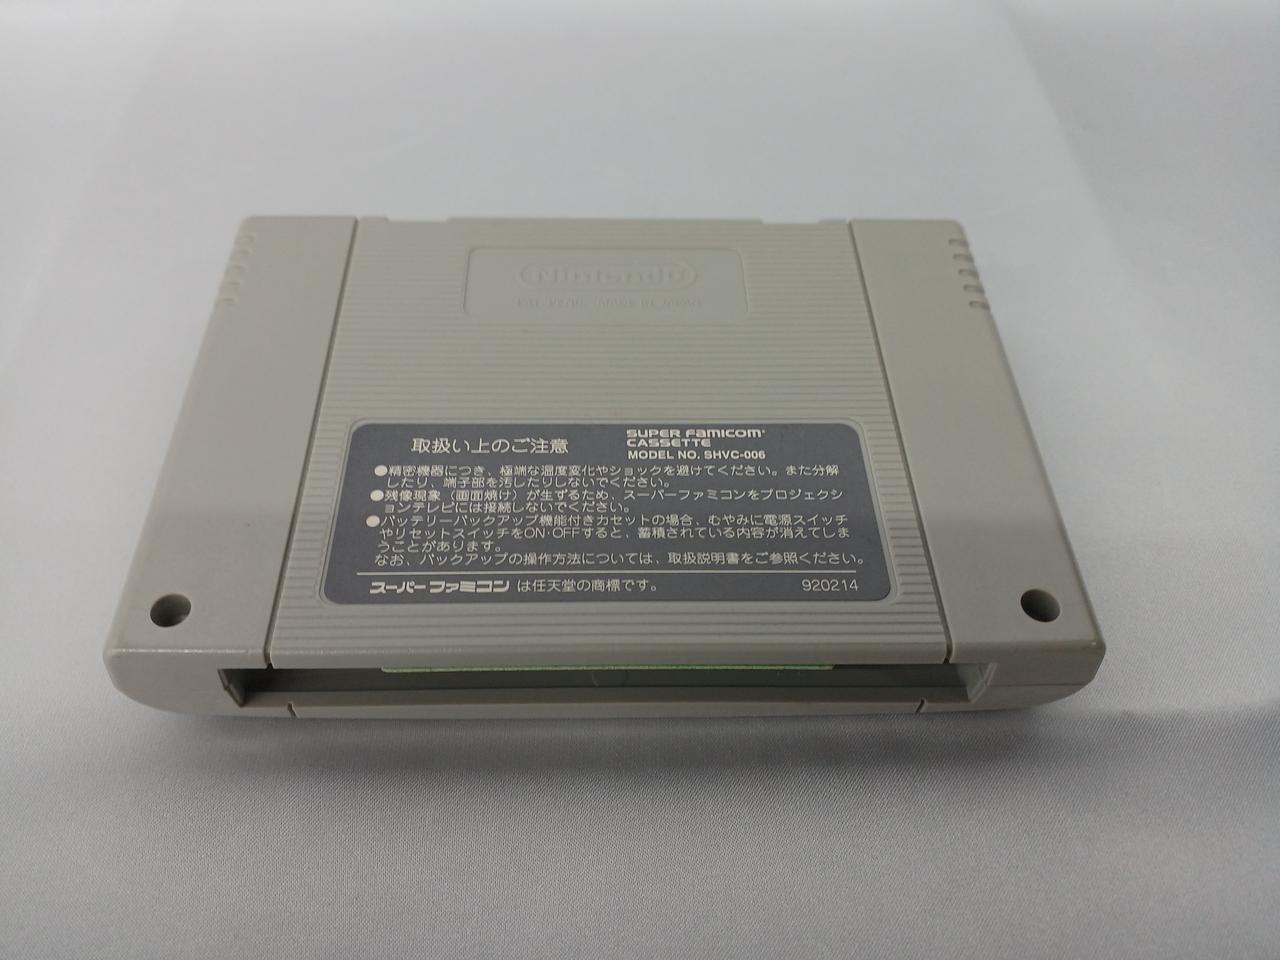 Nintendo
取扱い上のご注意
SUPER FAMICOM
CASSETTE
MODEL NO. SHVC-006
●精密機器につき、極端な温度変化やショックを避けてください。また分解
したり、端子部を汚したりしないでください。
●残像現象(画面焼け)が生ずるため、スーパーファミコンをプロジェクシ
ョンテレビには接続しないでください。
●バッテリーバックアップ機能付きカセットの場合、むやみに電源スイッチ
やリセットスイッチをON・OFFすると、蓄積されている内容が消えてしま
うことがあります。
なお、バックアップの操作方法については、取扱説明書をご参照ください。
スーパーファミコン は任天堂の商標です。 920214